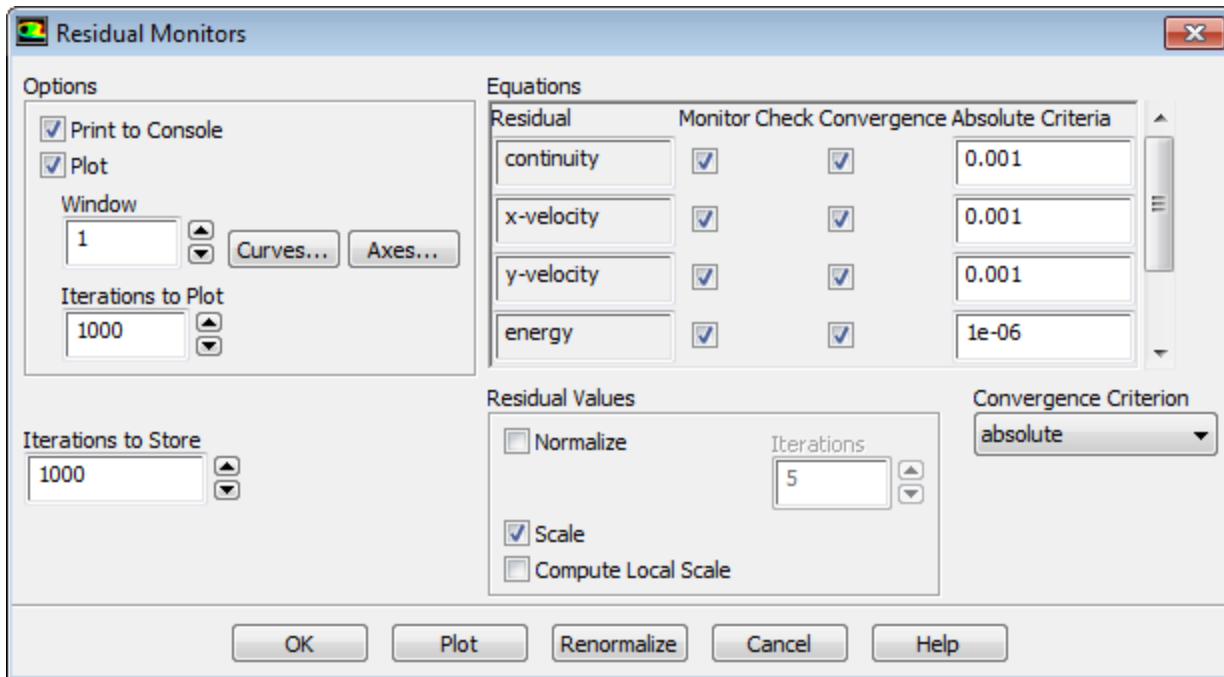 Residual Monitors
Options
Print to Console
Plot
Window
1
Curves...
Axes...
Iterations to Plot
1000
Iterations to Store
1000
Equations
Residual Monitor Check Convergence Absolute Criteria
continuity 0.001
x-velocity 0.001
y-velocity 0.001
energy 1e-06
Residual Values
Normalize
Iterations
5
Scale
Compute Local Scale
Convergence Criterion
absolute
OK Plot Renormalize Cancel Help